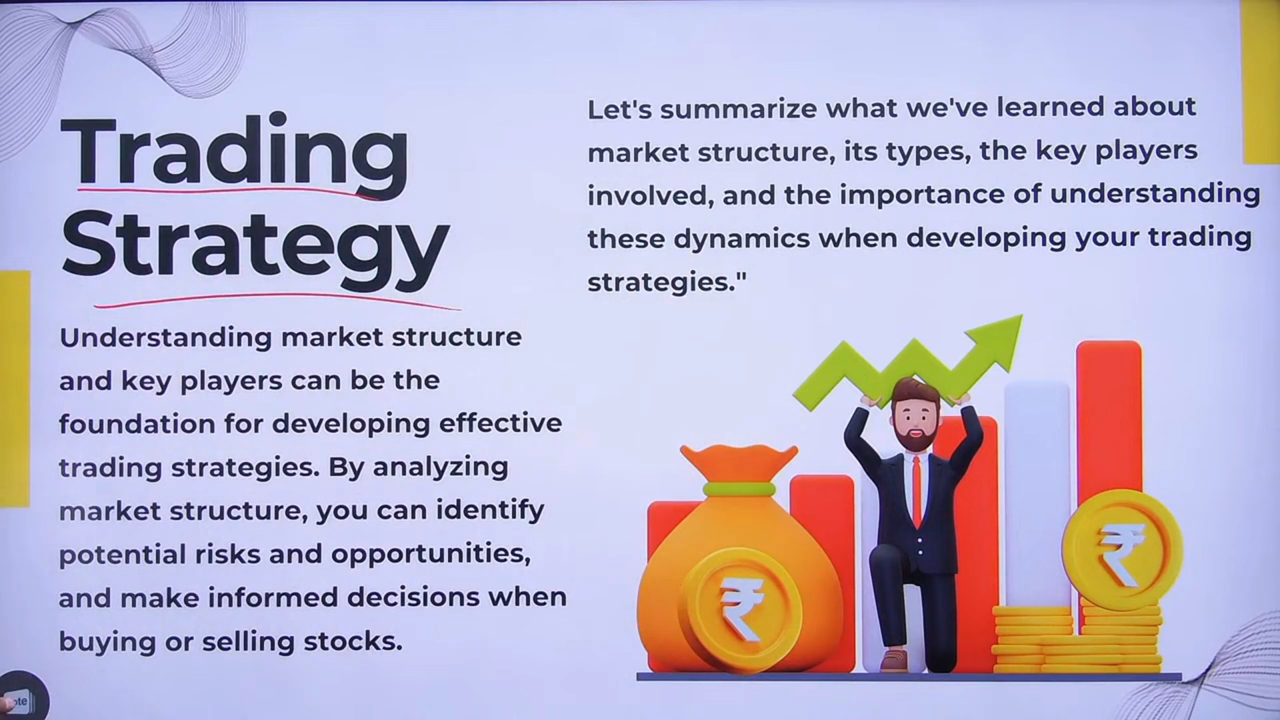 Trading
Strategy
Understanding market structure
and key players can be the
foundation for developing effective
trading strategies. By analyzing
market structure, you can identify
potential risks and opportunities,
and make informed decisions when
buying or selling stocks.
Let's summarize what we've learned about
market structure, its types, the key players
involved, and the importance of understanding
these dynamics when developing your trading
strategies."
₹
₹